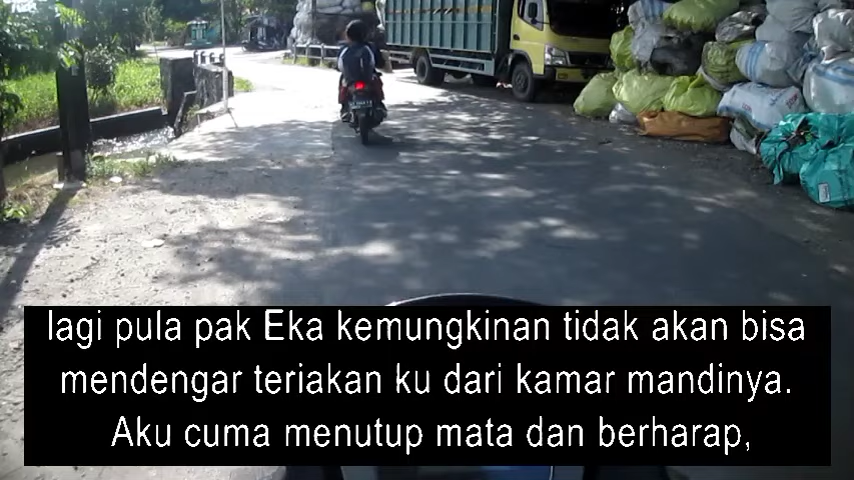 lagi pula pak Eka kemungkinan tidak akan bisa
mendengar teriakan ku dari kamar mandinya.
Aku cuma menutup mata dan berharap,